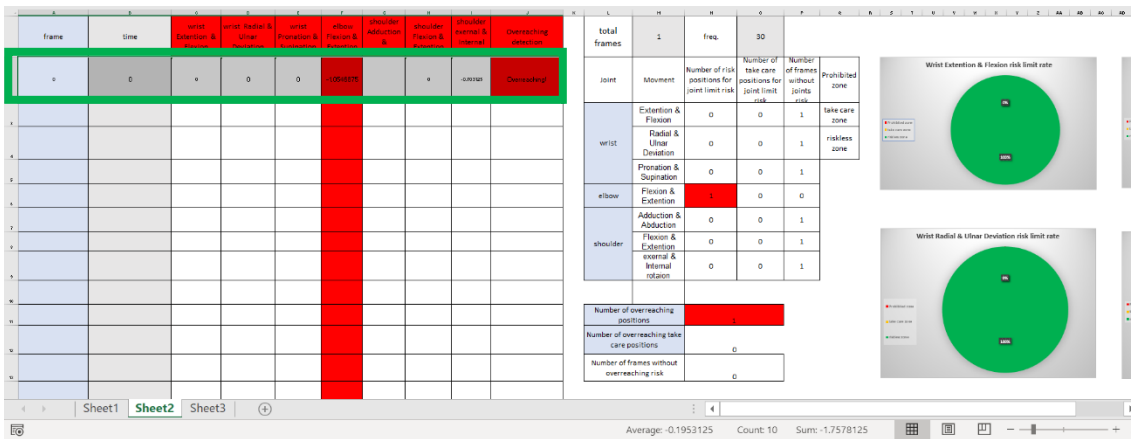 frame
time
wrist Extention & Flexion
wrist Radial & Ulnar Deviation
wrist Pronation & Supination
elbow Flexion & Extention
shoulder Adduction &
shoulder Flexion & Extention
shoulder exernal & internal
Overreaching detection
0 0 0 0 0 0 Overreaching!
total frames 1 freq. 30
Joint
Movment
Number of risk positions for joint limit risk
Number of take care positions for joint limit risk
Number of frames without joints risk
Prohibited zone
wrist
Extention & Flexion 0 0 1
take care zone
Radial & Ulnar Deviation 0 0 1
riskless zone
Pronation & Supination 0 0 1
elbow
Flexion & Extention 1 0 0
shoulder
Adduction & Abduction 0 0 1
Flexion & Extention 0 0 1
exernal & Internal rotaion 0 0 1
Number of overreaching positions 1
Number of overreaching take care positions 0
Number of frames without overreaching risk 0
Wrist Extention & Flexion risk limit rate
0%
100%
Wrist Radial & Ulnar Deviation risk limit rate
0%
100%
Sheet1 Sheet2 Sheet3
Average: -0.1953125 Count: 10 Sum: -1.7578125